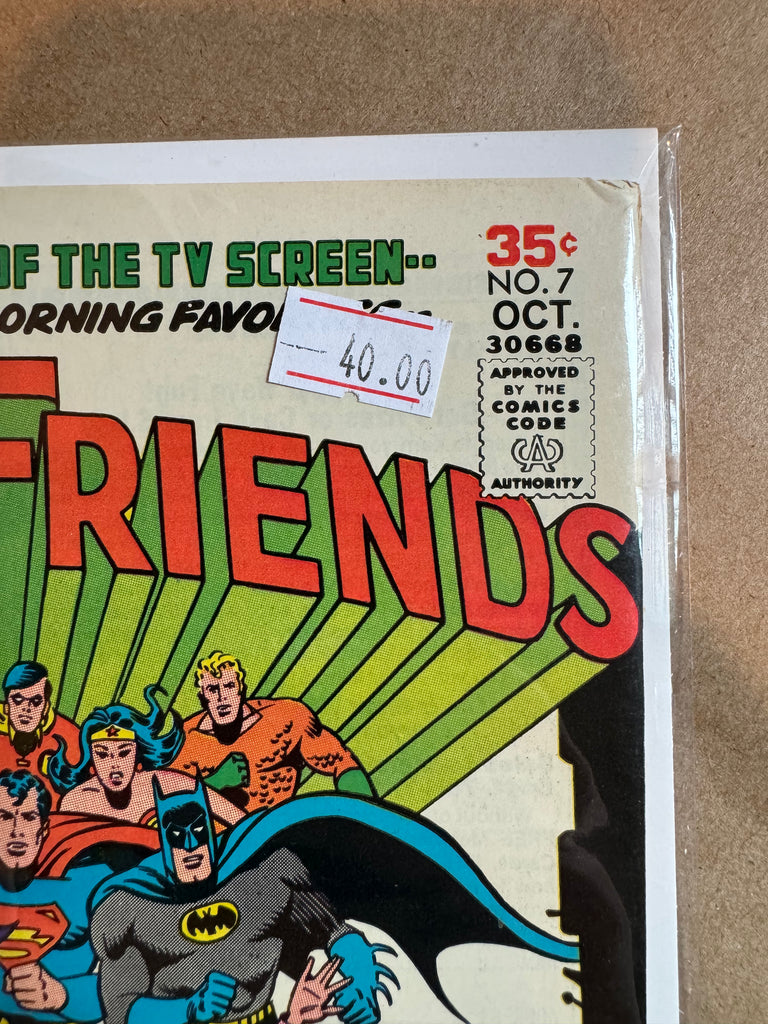 OF THE TV SCREEN--
35¢
NO. 7
ORNING FAVO
OCT.
30668
40.00
APPROVED
BY THE
COMICS
CODE
CA
AUTHORITY
FRIENDS
S